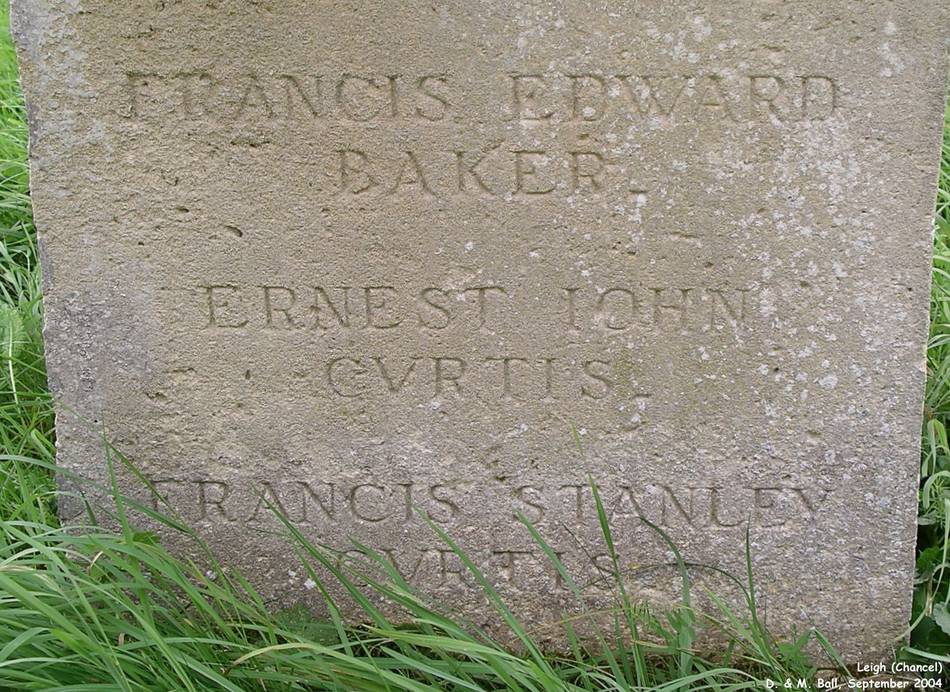 FRANCIS EDWARD
BAKER.
ERNEST IOHN
CVRTIS.
FRANCIS STANLEY
CVRTIS.
Leigh (Chancel)
D. & M. Ball, September 2004